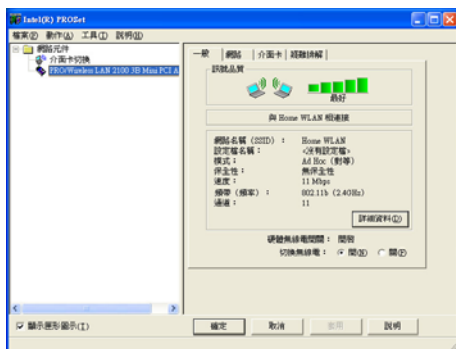 Intel(R) PROSet
檔案(F) 動作(A) 工具(T) 說明(H)
網路元件
介面卡切換
PRO/Wireless LAN 2100 3B Mini PCI A
一般 網路 介面卡 疑難排解
訊號品質
最好
與 Home WLAN 相連接
網路名稱 (SSID)： Home WLAN
設定檔名稱： <沒有設定檔>
模式： Ad Hoc (對等)
保全性： 無保全性
速度： 11 Mbps
頻帶 (頻率)： 802.11b (2.4GHz)
通道： 11
詳細資料(D)
硬體無線電開關： 開啟
切換無線電： 開(N) 關(F)
顯示匣形圖示(I)
確定 取消 套用 說明